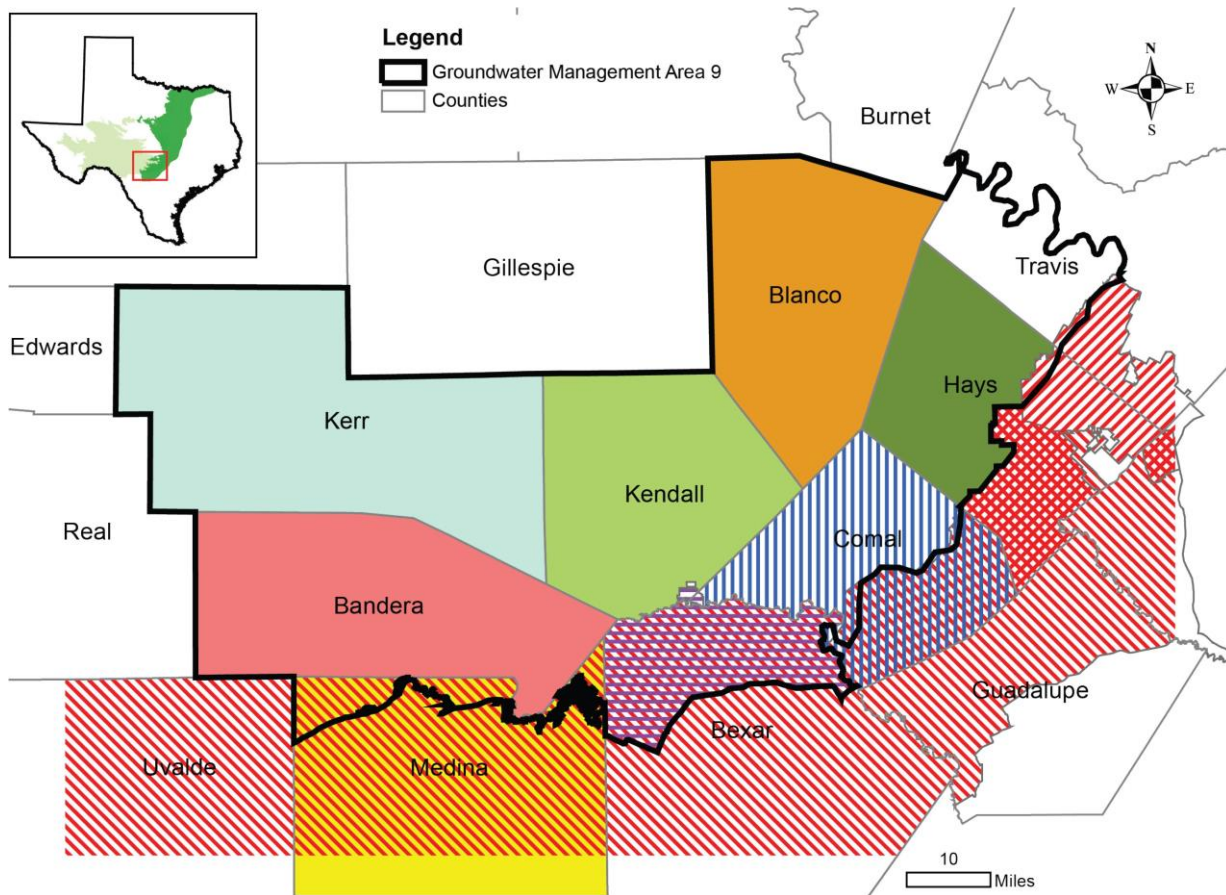 Legend
Groundwater Management Area 9
Counties
N
W E
S
Burnet
Travis
Gillespie
Blanco
Edwards
Hays
Kerr
Kendall
Real
Comal
Bandera
Guadalupe
Bexar
Uvalde
Medina
10
Miles